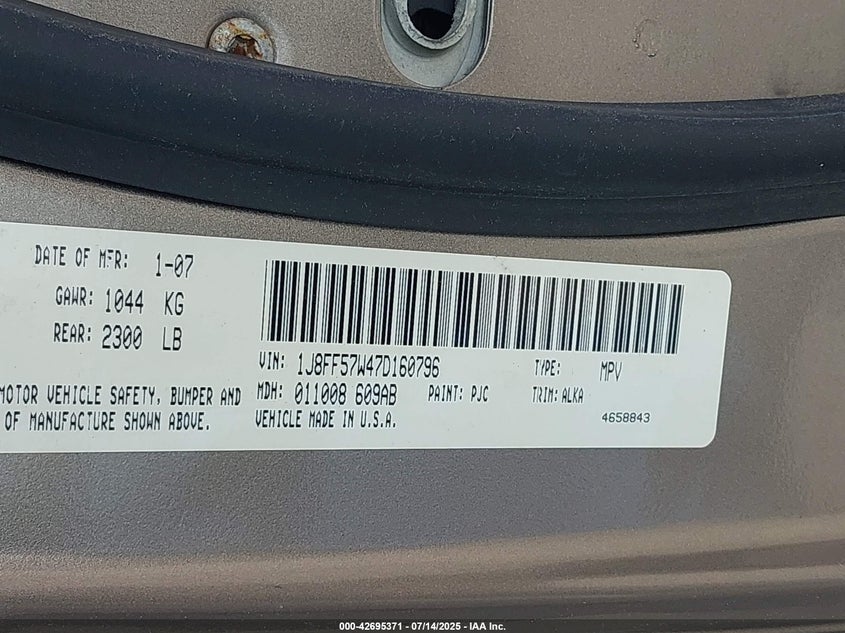 DATE OF MFR: 1-07
GAWR: 1044 KG
REAR: 2300 LB
VIN: 1J8FF57W47D160796 TYPE: MPV
MOTOR VEHICLE SAFETY, BUMPER AND MDH: 011008 609AB PAINT: PJC TRIM: ALKA
OF MANUFACTURE SHOWN ABOVE. VEHICLE MADE IN U.S.A. 4658843
000-42695371 - 07/14/2025 - IAA Inc.